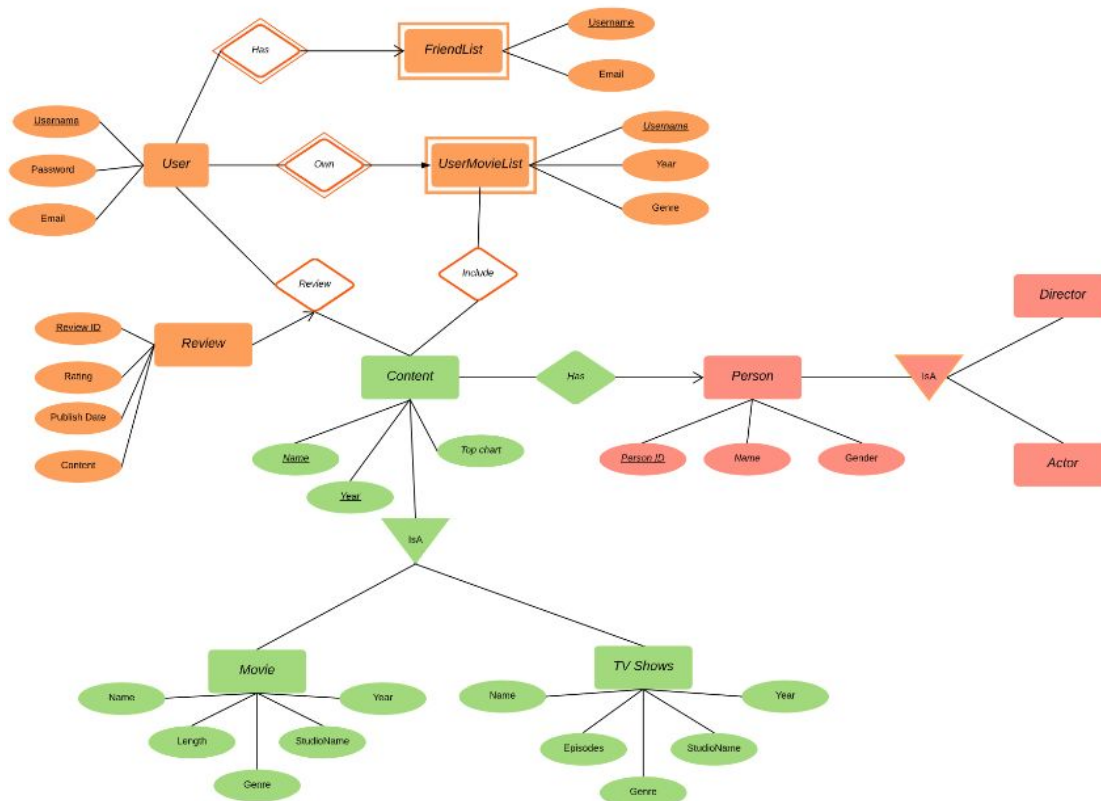 Username
Has
FriendList
Email
Username
Username
Password
User
Own
UserMovieList
Year
Email
Genre
Review
Include
Director
Review ID
Review
Rating
Content
Has
Person
IsA
Publish Date
Content
Name
Top chart
Person ID
Name
Gender
Actor
Year
IsA
Movie
TV Shows
Name
Year
Name
Year
Length
StudioName
Episodes
StudioName
Genre
Genre